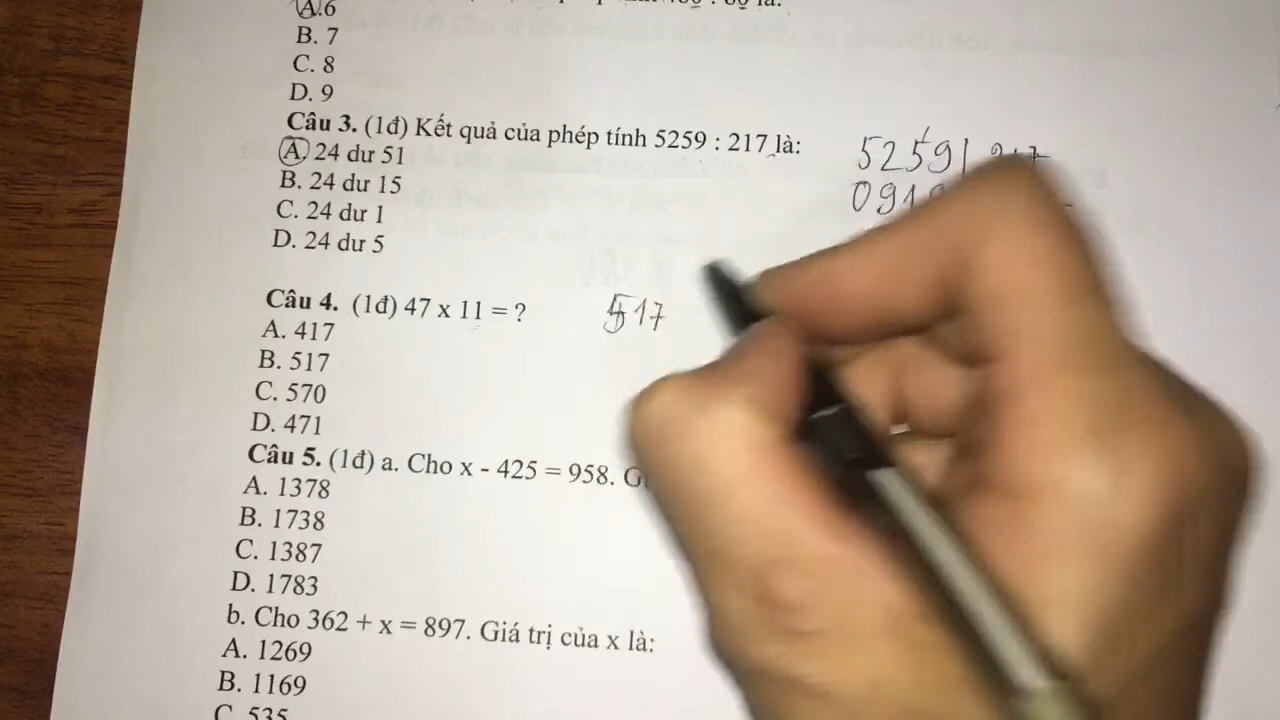 A.6
B. 7
C. 8
D. 9
Câu 3. (1đ) Kết quả của phép tính 5259 : 217 là:
A. 24 dư 51
B. 24 dư 15
C. 24 dư 1
D. 24 dư 5
5259
091
Câu 4. (1đ) 47 x 11 = ?
517
A. 417
B. 517
C. 570
D. 471
Câu 5. (1đ) a. Cho x - 425 = 958.
A. 1378
B. 1738
C. 1387
D. 1783
b. Cho 362 + x = 897. Giá trị của x là:
A. 1269
B. 1169
C. 535